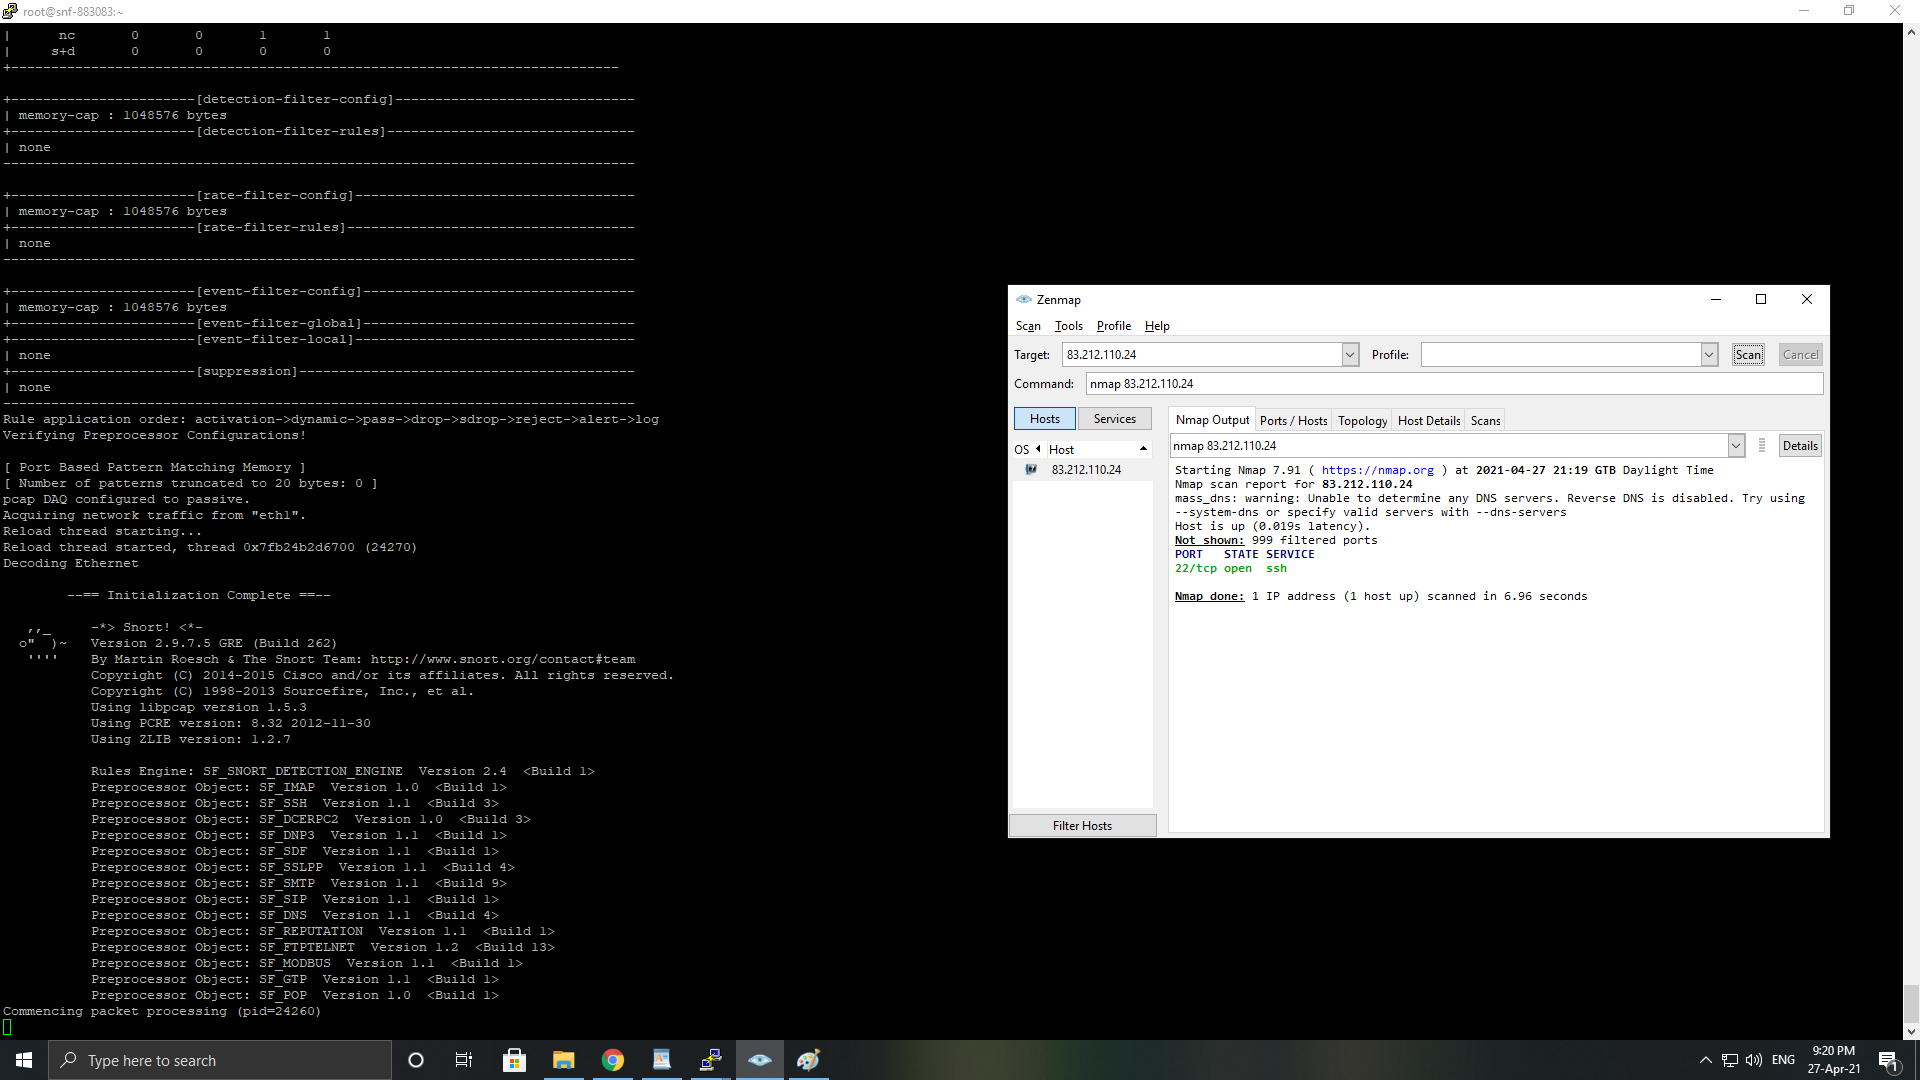 root@snf-883083:~
|      nc       0       0       1       1
|     s+d       0       0       0       0
+----------------------------------------------------------------------------
+-----------------------[detection-filter-config]------------------------------
| memory-cap : 1048576 bytes
+-----------------------[detection-filter-rules]-------------------------------
| none
-------------------------------------------------------------------------------
+-----------------------[rate-filter-config]-----------------------------------
| memory-cap : 1048576 bytes
+-----------------------[rate-filter-rules]------------------------------------
| none
-------------------------------------------------------------------------------
+-----------------------[event-filter-config]----------------------------------
| memory-cap : 1048576 bytes
+-----------------------[event-filter-global]----------------------------------
+-----------------------[event-filter-local]-----------------------------------
| none
+-----------------------[suppression]------------------------------------------
| none
-------------------------------------------------------------------------------
Rule application order: activation->dynamic->pass->drop->sdrop->reject->alert->log
Verifying Preprocessor Configurations!
[ Port Based Pattern Matching Memory ]
[ Number of patterns truncated to 20 bytes: 0 ]
pcap DAQ configured to passive.
Acquiring network traffic from "eth1".
Reload thread starting...
Reload thread started, thread 0x7fb24b2d6700 (24270)
Decoding Ethernet
        --== Initialization Complete ==--
   ,,_     -*> Snort! <*-
  o"  )~   Version 2.9.7.5 GRE (Build 262)
   ''''    By Martin Roesch & The Snort Team: http://www.snort.org/contact#team
           Copyright (C) 2014-2015 Cisco and/or its affiliates. All rights reserved.
           Copyright (C) 1998-2013 Sourcefire, Inc., et al.
           Using libpcap version 1.5.3
           Using PCRE version: 8.32 2012-11-30
           Using ZLIB version: 1.2.7
           Rules Engine: SF_SNORT_DETECTION_ENGINE  Version 2.4  <Build 1>
           Preprocessor Object: SF_IMAP  Version 1.0  <Build 1>
           Preprocessor Object: SF_SSH  Version 1.1  <Build 3>
           Preprocessor Object: SF_DCERPC2  Version 1.0  <Build 3>
           Preprocessor Object: SF_DNP3  Version 1.1  <Build 1>
           Preprocessor Object: SF_SDF  Version 1.1  <Build 1>
           Preprocessor Object: SF_SSLPP  Version 1.1  <Build 4>
           Preprocessor Object: SF_SMTP  Version 1.1  <Build 9>
           Preprocessor Object: SF_SIP  Version 1.1  <Build 1>
           Preprocessor Object: SF_DNS  Version 1.1  <Build 4>
           Preprocessor Object: SF_REPUTATION  Version 1.1  <Build 1>
           Preprocessor Object: SF_FTPTELNET  Version 1.2  <Build 13>
           Preprocessor Object: SF_MODBUS  Version 1.1  <Build 1>
           Preprocessor Object: SF_GTP  Version 1.1  <Build 1>
           Preprocessor Object: SF_POP  Version 1.0  <Build 1>
Commencing packet processing (pid=24260)
Zenmap
Scan Tools Profile Help
Target: 83.212.110.24 Profile: Scan Cancel
Command: nmap 83.212.110.24
Hosts Services
Nmap Output Ports / Hosts Topology Host Details Scans
OS Host
83.212.110.24
Filter Hosts
nmap 83.212.110.24 Details
Starting Nmap 7.91 ( https://nmap.org ) at 2021-04-27 21:19 GTB Daylight Time
Nmap scan report for 83.212.110.24
mass_dns: warning: Unable to determine any DNS servers. Reverse DNS is disabled. Try using
--system-dns or specify valid servers with --dns-servers
Host is up (0.019s latency).
Not shown: 999 filtered ports
PORT   STATE SERVICE
22/tcp open  ssh
Nmap done: 1 IP address (1 host up) scanned in 6.96 seconds
Type here to search
ENG
9:20 PM
27-Apr-21
1